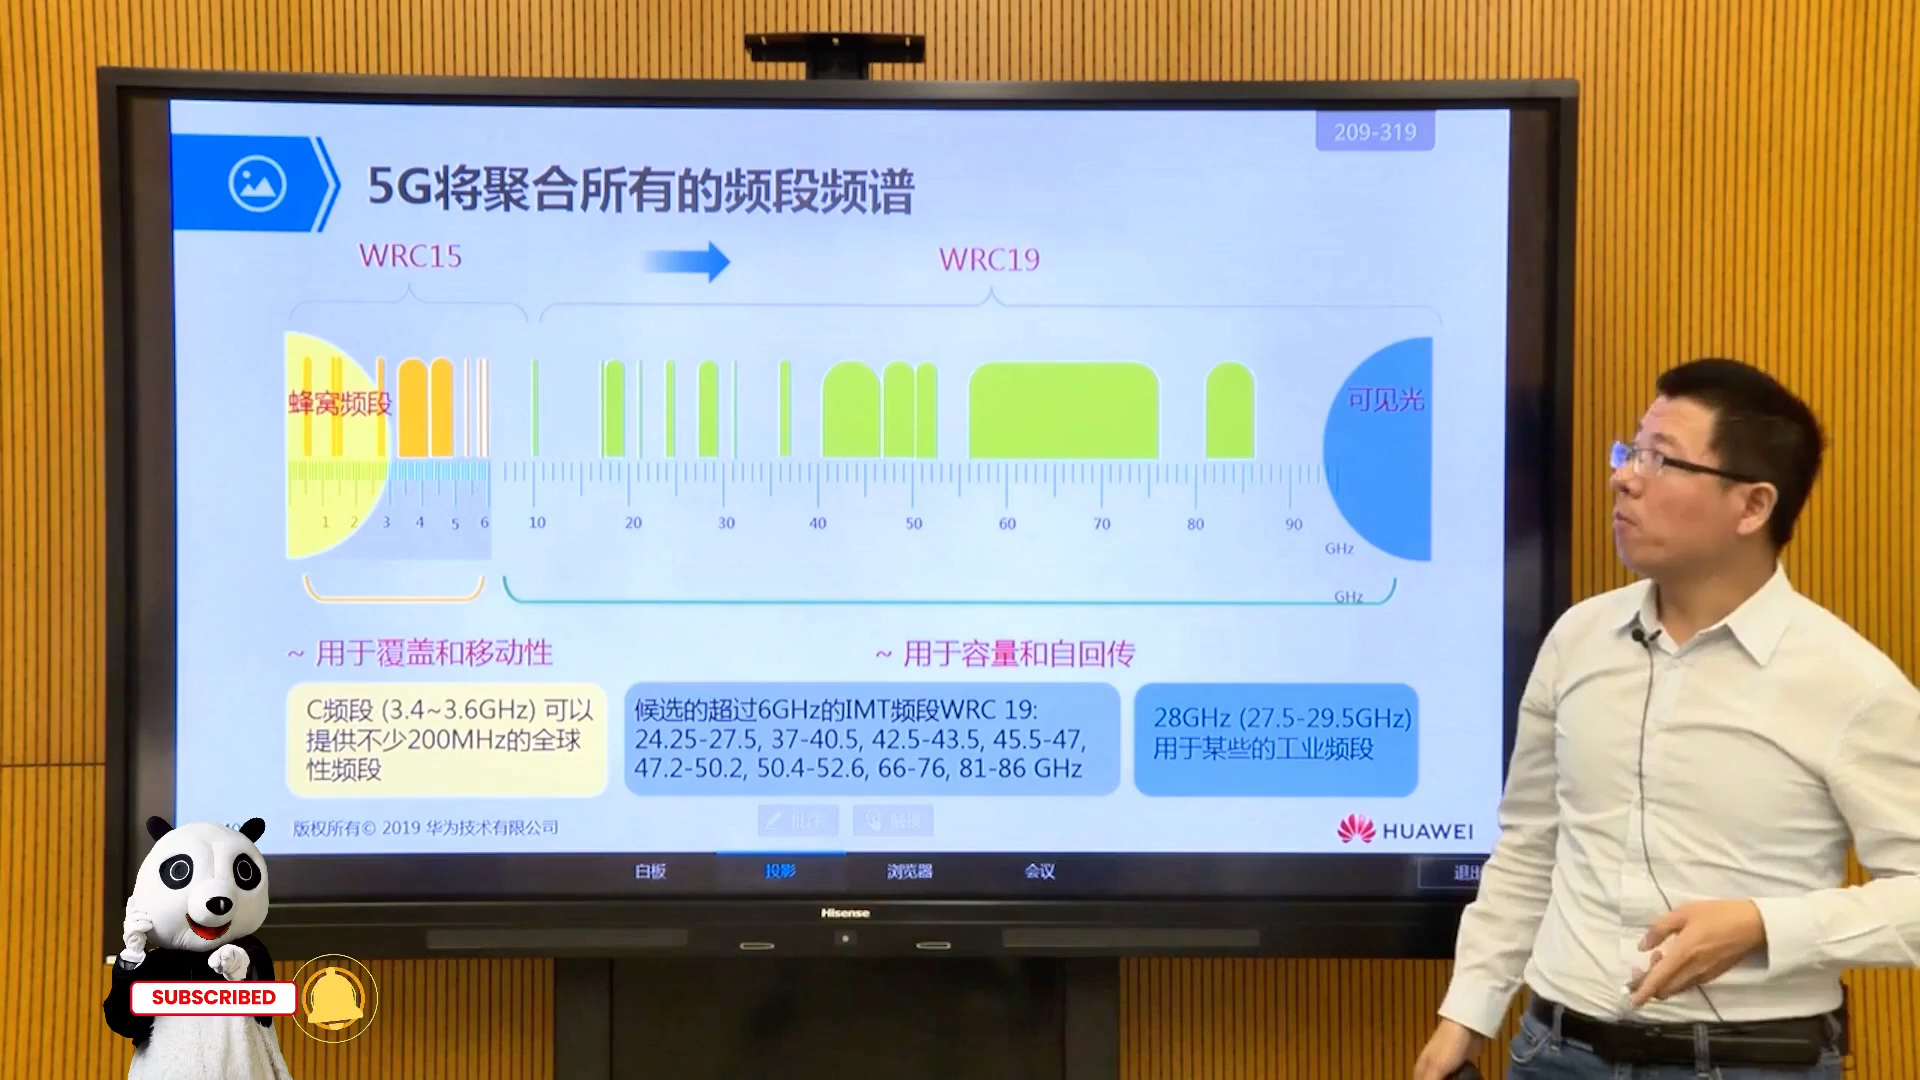 209-319
5G将聚合所有的频段频谱
WRC15
WRC19
蜂窝频段
可见光
1 2 3 4 5 6 10 20 30 40 50 60 70 80 90
GHz
GHz
~ 用于覆盖和移动性
~ 用于容量和自回传
C频段 (3.4~3.6GHz) 可以
提供不少200MHz的全球
性频段
候选的超过6GHz的IMT频段WRC 19:
24.25-27.5, 37-40.5, 42.5-43.5, 45.5-47,
47.2-50.2, 50.4-52.6, 66-76, 81-86 GHz
28GHz (27.5-29.5GHz)
用于某些的工业频段
版权所有© 2019 华为技术有限公司
HUAWEI
白板 投影 浏览器 会议
Hisense
SUBSCRIBED